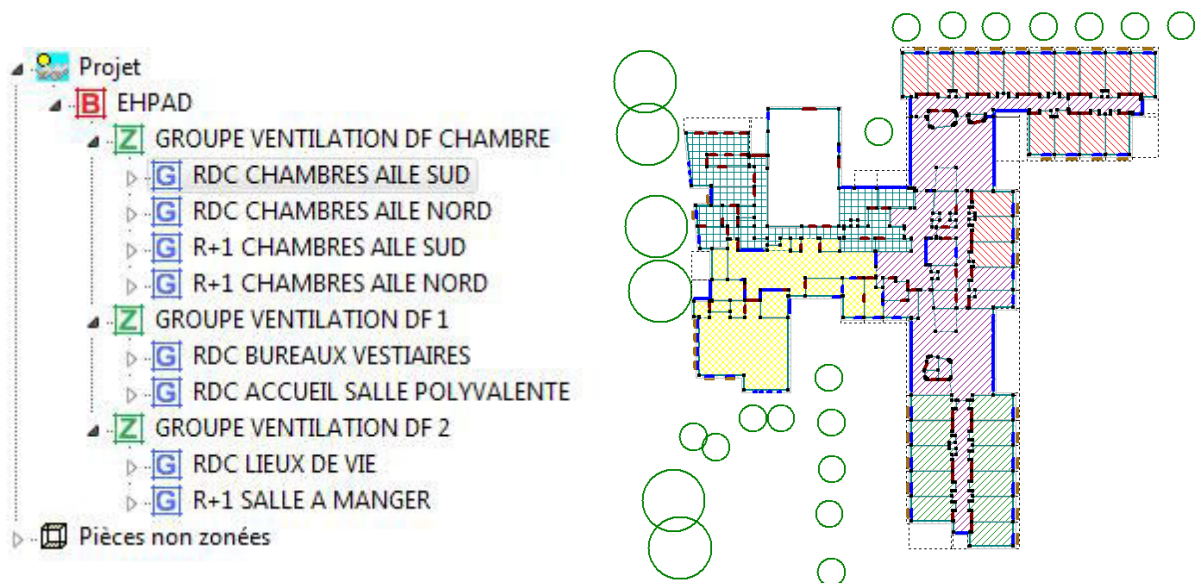 Projet
B EHPAD
Z GROUPE VENTILATION DF CHAMBRE
G RDC CHAMBRES AILE SUD
G RDC CHAMBRES AILE NORD
G R+1 CHAMBRES AILE SUD
G R+1 CHAMBRES AILE NORD
Z GROUPE VENTILATION DF 1
G RDC BUREAUX VESTIAIRES
G RDC ACCUEIL SALLE POLYVALENTE
Z GROUPE VENTILATION DF 2
G RDC LIEUX DE VIE
G R+1 SALLE A MANGER
Pièces non zonées